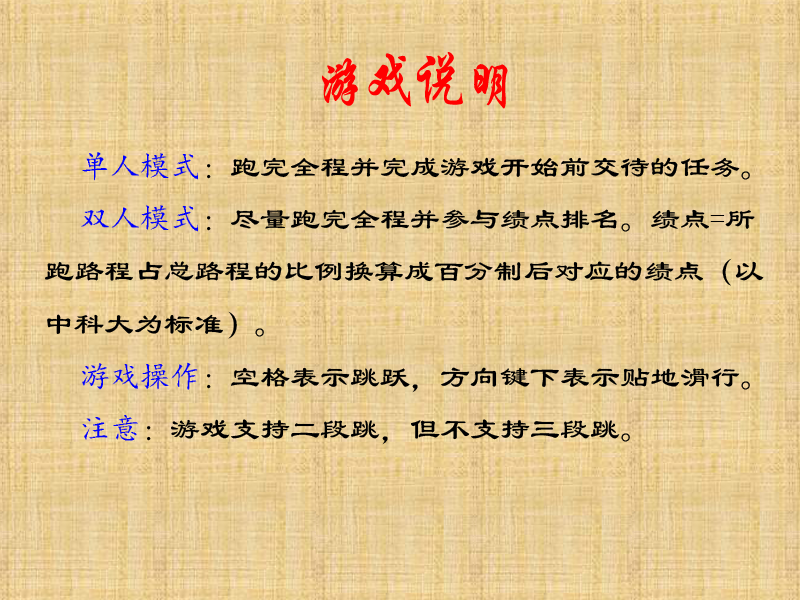 游戏说明
单人模式：跑完全程并完成游戏开始前交待的任务。
双人模式：尽量跑完全程并参与绩点排名。绩点=所
跑路程占总路程的比例换算成百分制后对应的绩点（以
中科大为标准）。
游戏操作：空格表示跳跃，方向键下表示贴地滑行。
注意：游戏支持二段跳，但不支持三段跳。